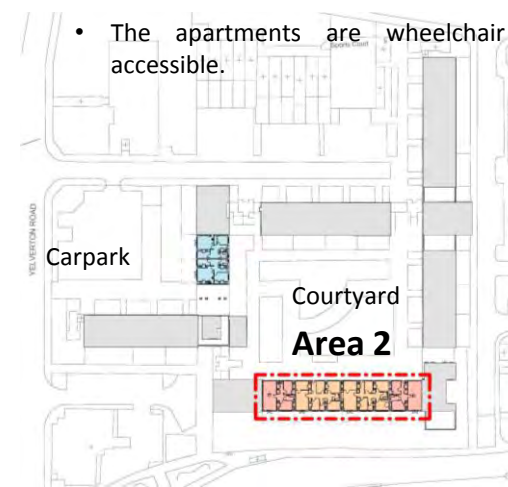 • The apartments are wheelchair
accessible.
Sports Court
YELVERTON ROAD
Carpark
Courtyard
Area 2